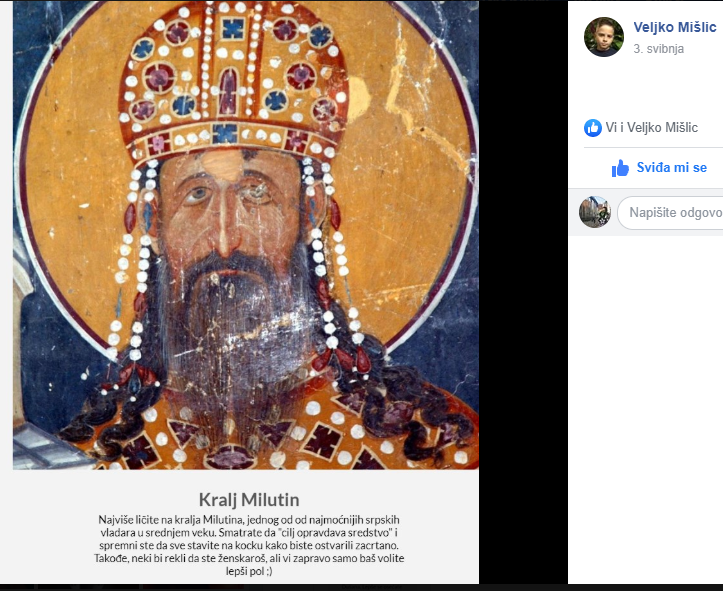 Kralj Milutin
Najviše ličite na kralja Milutina, jednog od od najmoćnijih srpskih
vladara u srednjem veku. Smatrate da "cilj opravdava sredstvo" i
spremni ste da sve stavite na kocku kako biste ostvarili zacrtano.
Takođe, neki bi rekli da ste ženskaroš, ali vi zapravo samo baš volite
lepši pol ;)
Veljko Mišlic
3. svibnja
Vi i Veljko Mišlic
Sviđa mi se
Napišite odgovo